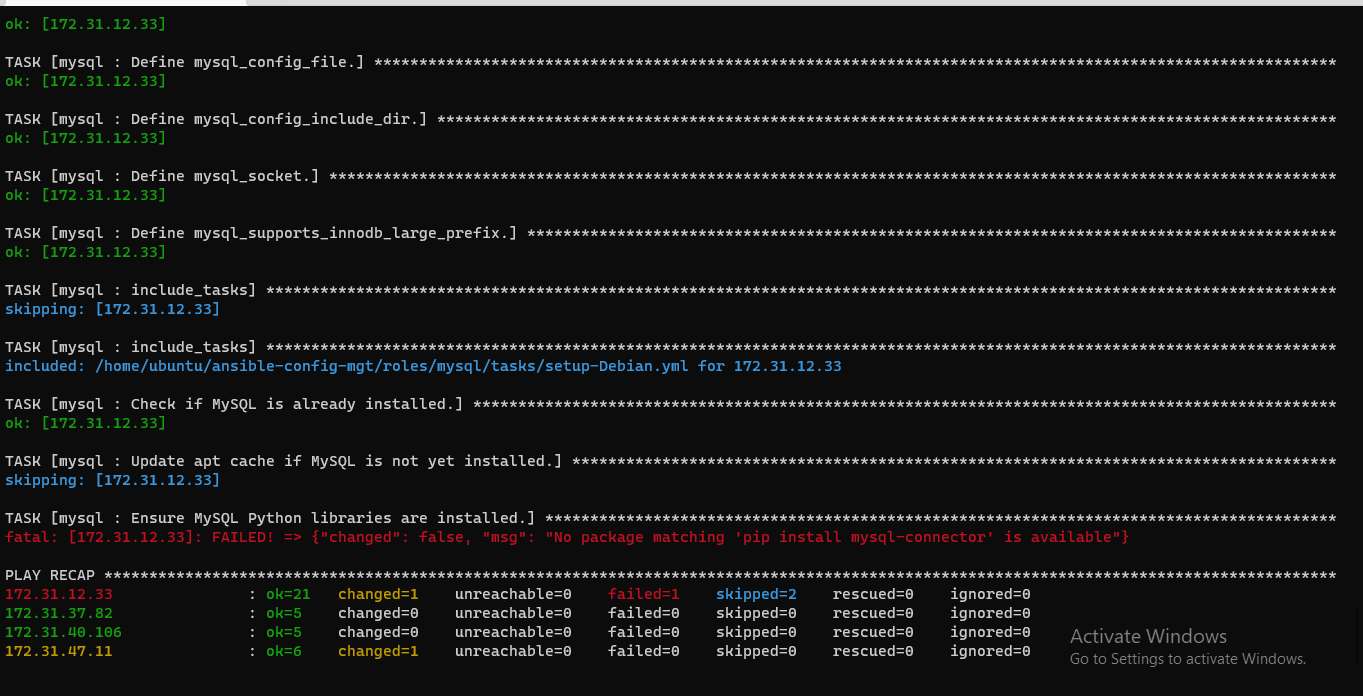 ok: [172.31.12.33]
TASK [mysql : Define mysql_config_file.] ***********************************************************************************************************
ok: [172.31.12.33]
TASK [mysql : Define mysql_config_include_dir.] ****************************************************************************************************
ok: [172.31.12.33]
TASK [mysql : Define mysql_socket.] ****************************************************************************************************************
ok: [172.31.12.33]
TASK [mysql : Define mysql_supports_innodb_large_prefix.] ******************************************************************************************
ok: [172.31.12.33]
TASK [mysql : include_tasks] ***********************************************************************************************************************
skipping: [172.31.12.33]
TASK [mysql : include_tasks] ***********************************************************************************************************************
included: /home/ubuntu/ansible-config-mgt/roles/mysql/tasks/setup-Debian.yml for 172.31.12.33
TASK [mysql : Check if MySQL is already installed.] ************************************************************************************************
ok: [172.31.12.33]
TASK [mysql : Update apt cache if MySQL is not yet installed.] *************************************************************************************
skipping: [172.31.12.33]
TASK [mysql : Ensure MySQL Python libraries are installed.] ****************************************************************************************
fatal: [172.31.12.33]: FAILED! => {"changed": false, "msg": "No package matching 'pip install mysql-connector' is available"}
PLAY RECAP *****************************************************************************************************************************************
172.31.12.33               : ok=21   changed=1    unreachable=0    failed=1    skipped=2    rescued=0    ignored=0
172.31.37.82               : ok=5    changed=0    unreachable=0    failed=0    skipped=0    rescued=0    ignored=0
172.31.40.106              : ok=5    changed=0    unreachable=0    failed=0    skipped=0    rescued=0    ignored=0
172.31.47.11               : ok=6    changed=1    unreachable=0    failed=0    skipped=0    rescued=0    ignored=0
Activate Windows
Go to Settings to activate Windows.